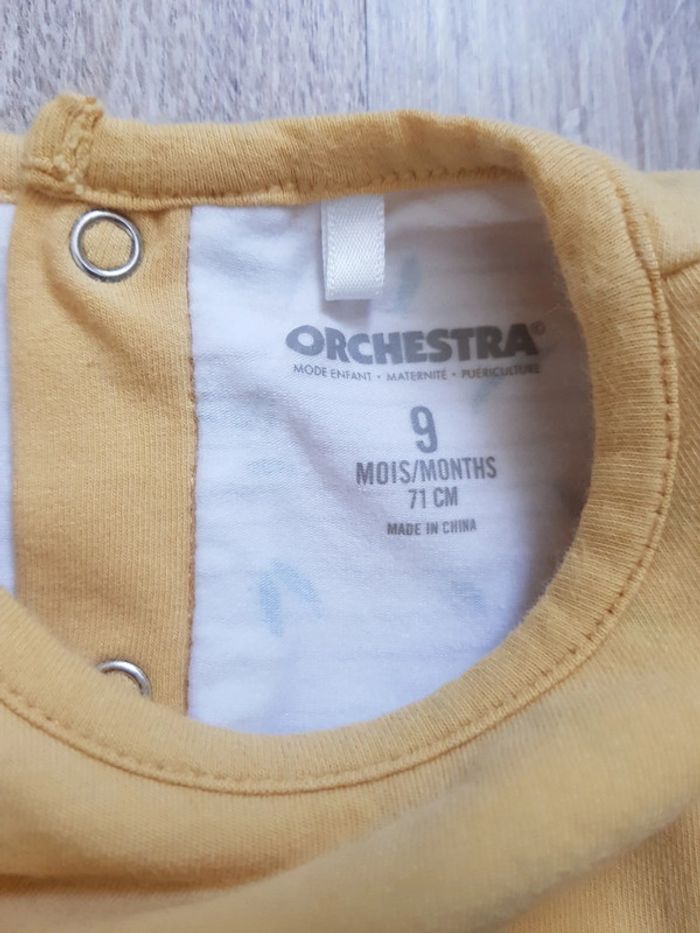 ORCHESTRA©
MODE ENFANT • MATERNITÉ • PUÉRICULTURE
9
MOIS/MONTHS
71 CM
MADE IN CHINA